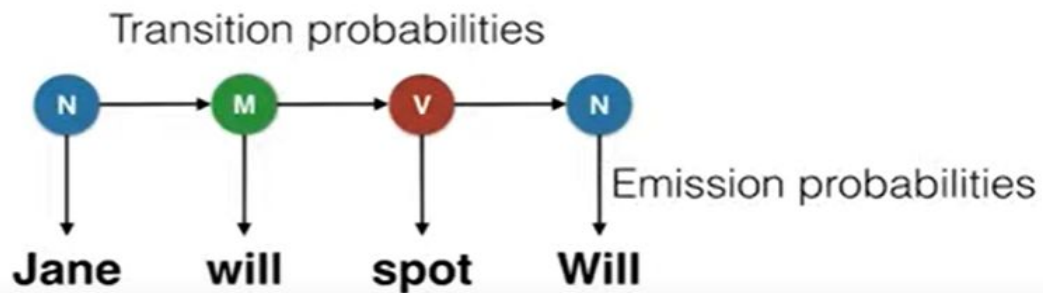 Transition probabilities
N M V N
Emission probabilities
Jane will spot Will